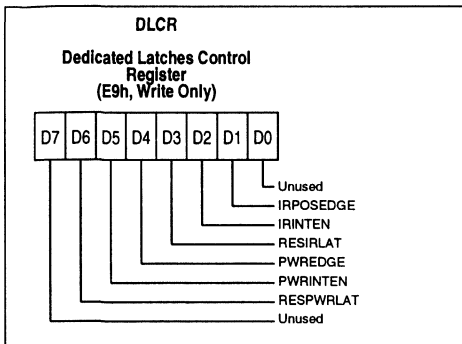 DLCR
Dedicated Latches Control
Register
(E9h, Write Only)
D7 D6 D5 D4 D3 D2 D1 D0
Unused
IRPOSEDGE
IRINTEN
RESIRLAT
PWREDGE
PWRINTEN
RESPWRLAT
Unused